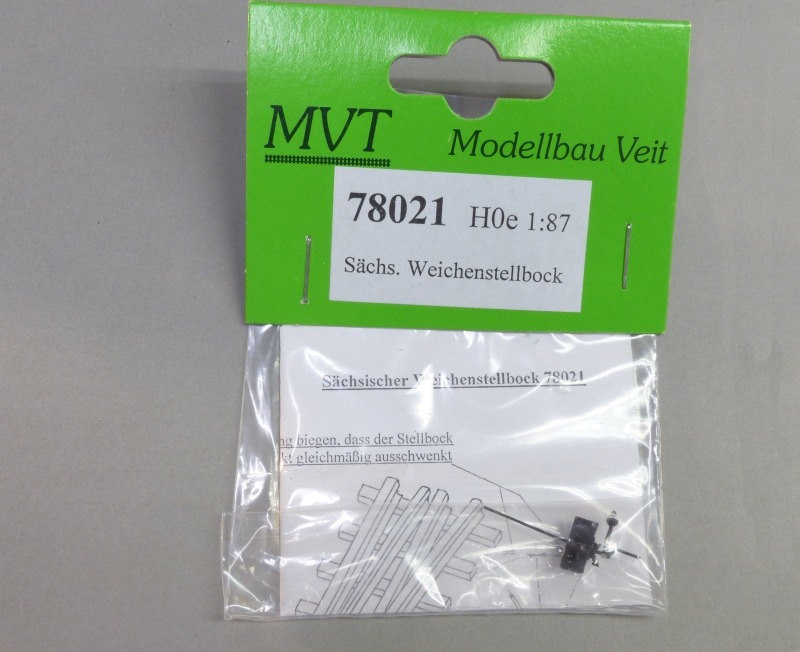 MVT
Modellbau Veit
78021 H0e 1:87
Sächs. Weichenstellbock
Sächsischer Weichenstellbock 78021
biegen, dass der Stellbock
gleichmäßig ausschwenkt